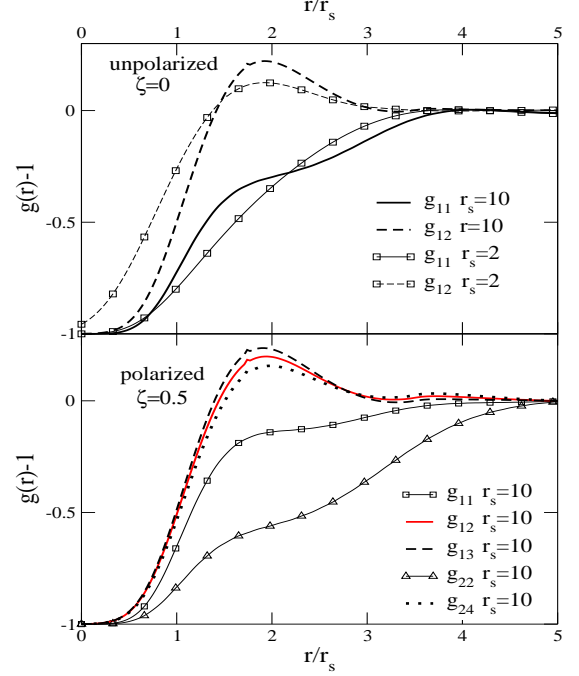 r/r_s
0 1 2 3 4 5
unpolarized
ζ=0
0
-0.5
-1
g(r)-1
g_11 r_s=10
g_12 r=10
g_11 r_s=2
g_12 r_s=2
polarized
ζ=0.5
0
-0.5
-1
g(r)-1
g_11 r_s=10
g_12 r_s=10
g_13 r_s=10
g_22 r_s=10
g_24 r_s=10
0 1 2 3 4 5
r/r_s